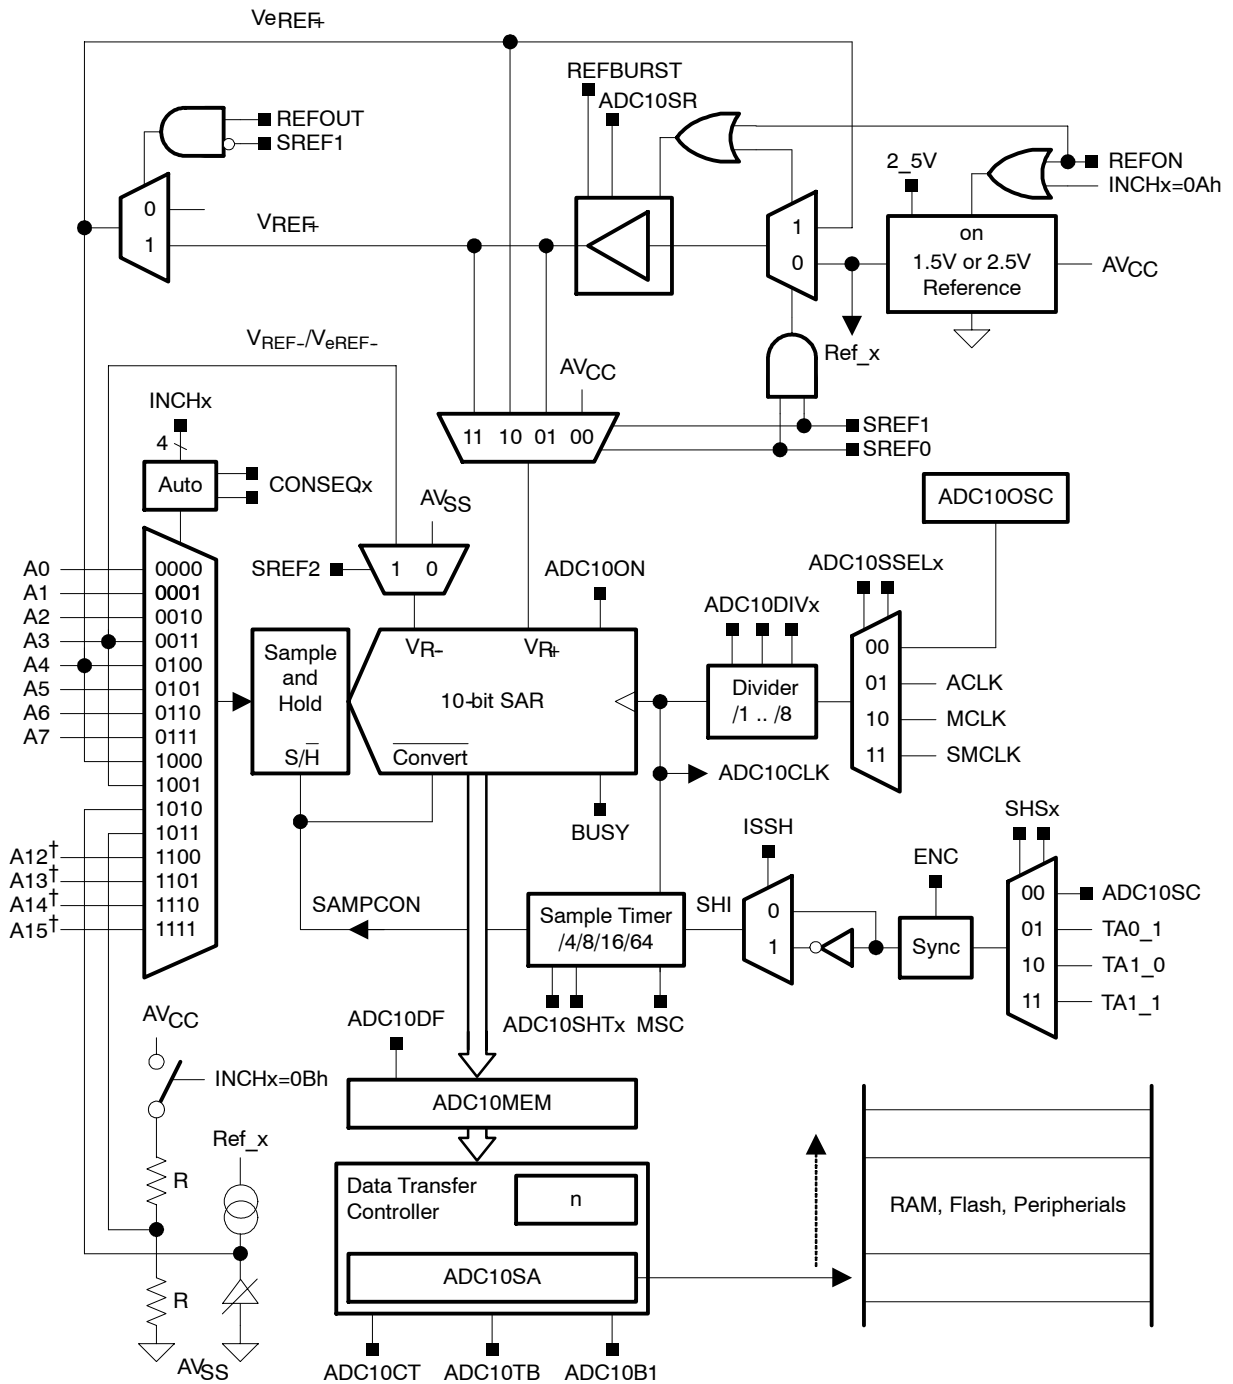 VeREF+
REFBURST
ADC10SR
REFOUT
SREF1
2_5V
REFON
INCHx=0Ah
0
1
VREF+
1
0
on
1.5V or 2.5V
Reference
AVCC
Ref_x
VREF-/VeREF-
AVCC
INCHx
4
11 10 01 00
SREF1
SREF0
Auto
CONSEQx
AVSS
ADC10OSC
SREF2
1 0
ADC10ON
ADC10SSELx
ADC10DIVx
A0 0000
A1 0001
A2 0010
A3 0011
A4 0100
A5 0101
A6 0110
A7 0111
1000
1001
1010
1011
A12† 1100
A13† 1101
A14† 1110
A15† 1111
Sample
and
Hold
S/H̅
VR-
VR+
10-bit SAR
Convert
Divider
/1 .. /8
00
01 ACLK
10 MCLK
11 SMCLK
ADC10CLK
BUSY
ISSH
SHSx
ENC
SAMPCON
Sample Timer
/4/8/16/64
SHI
0
1
Sync
00 ADC10SC
01 TA0_1
10 TA1_0
11 TA1_1
ADC10SHTx MSC
AVCC
ADC10DF
INCHx=0Bh
ADC10MEM
Ref_x
R
Data Transfer
Controller
n
RAM, Flash, Peripherials
ADC10SA
R
AVSS
ADC10CT ADC10TB ADC10B1